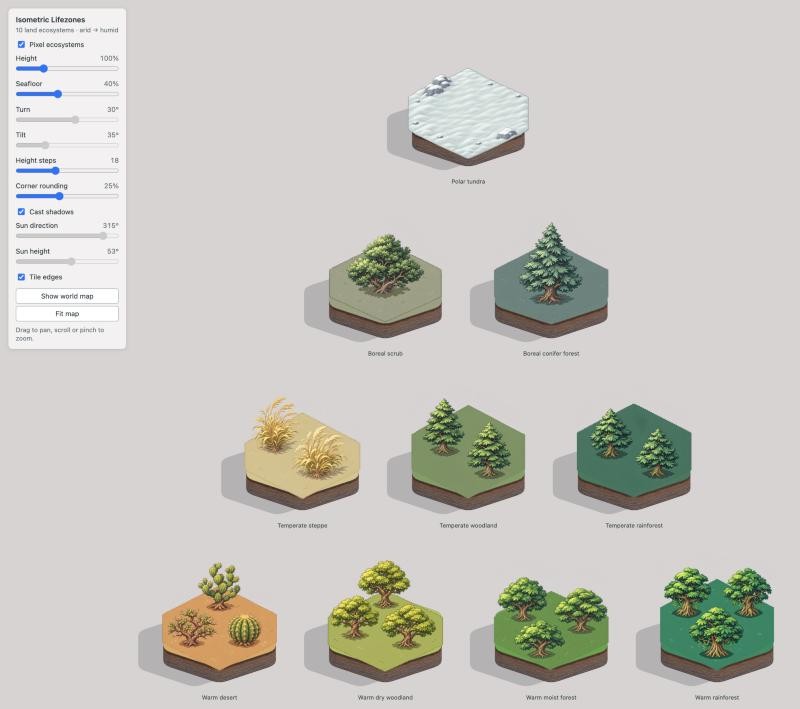 Isometric Lifezones
10 land ecosystems · arid → humid
Pixel ecosystems
Height 100%
Seafloor 40%
Turn 30°
Tilt 35°
Height steps 18
Corner rounding 25%
Cast shadows
Sun direction 315°
Sun height 53°
Tile edges
Show world map
Fit map
Drag to pan, scroll or pinch to
zoom.
Polar tundra
Boreal scrub
Boreal conifer forest
Temperate steppe
Temperate woodland
Temperate rainforest
Warm desert
Warm dry woodland
Warm moist forest
Warm rainforest